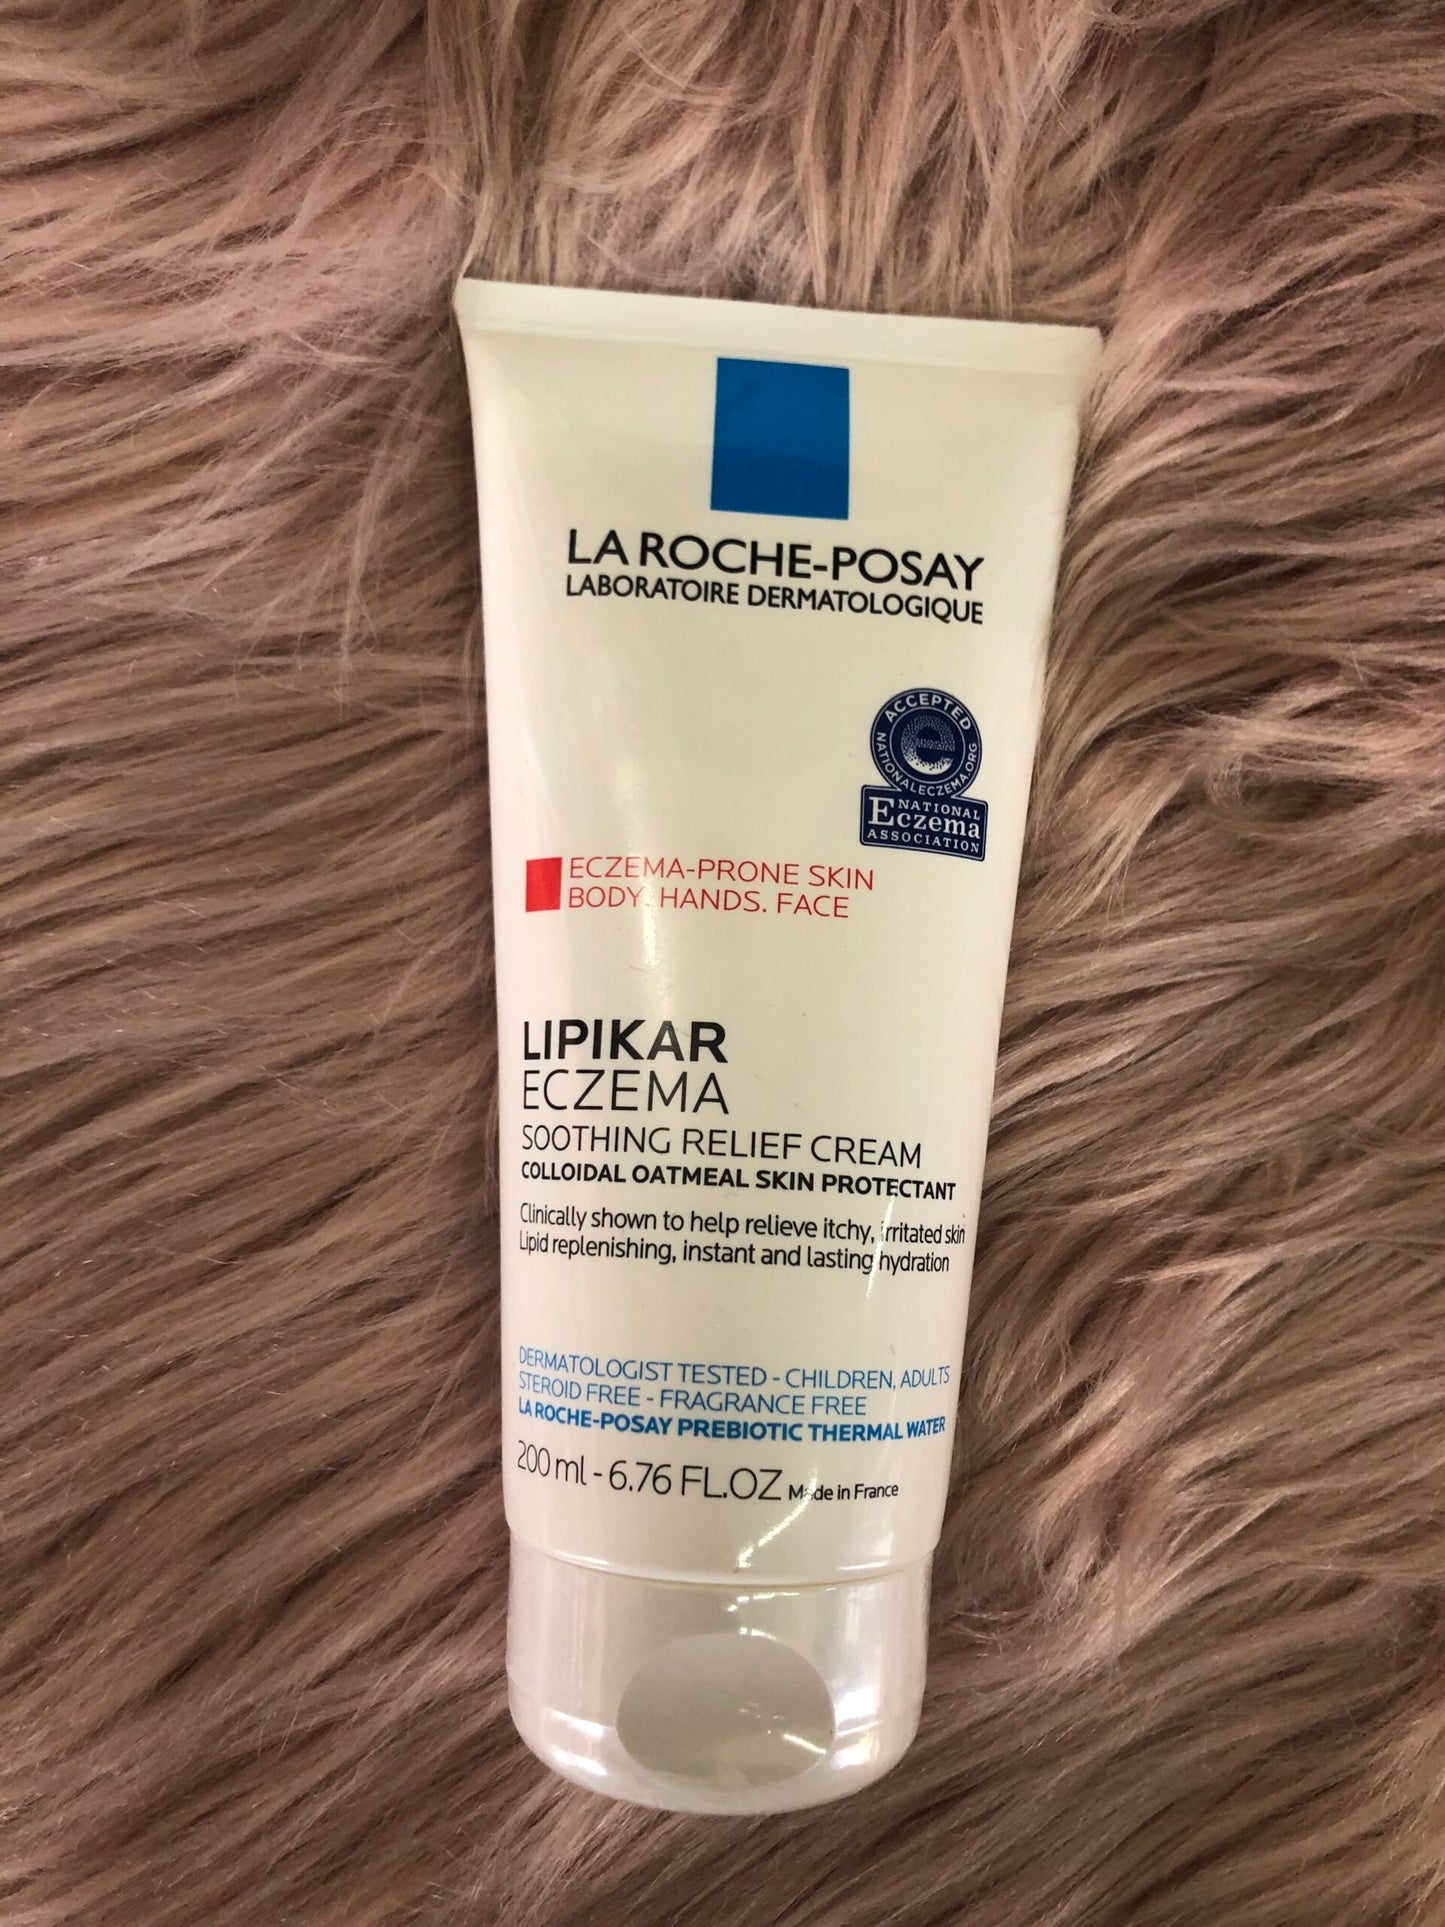 LA ROCHE-POSAY
LABORATOIRE DERMATOLOGIQUE
ACCEPTED
e
NATIONALECZEMA.ORG
NATIONAL
Eczema
ASSOCIATION
ECZEMA-PRONE SKIN
BODY. HANDS. FACE
LIPIKAR
ECZEMA
SOOTHING RELIEF CREAM
COLLOIDAL OATMEAL SKIN PROTECTANT
Clinically shown to help relieve itchy, irritated skin
Lipid replenishing, instant and lasting hydration
DERMATOLOGIST TESTED - CHILDREN, ADULTS
STEROID FREE - FRAGRANCE FREE
LA ROCHE-POSAY PREBIOTIC THERMAL WATER
200 ml - 6.76 FL.OZ Made in France